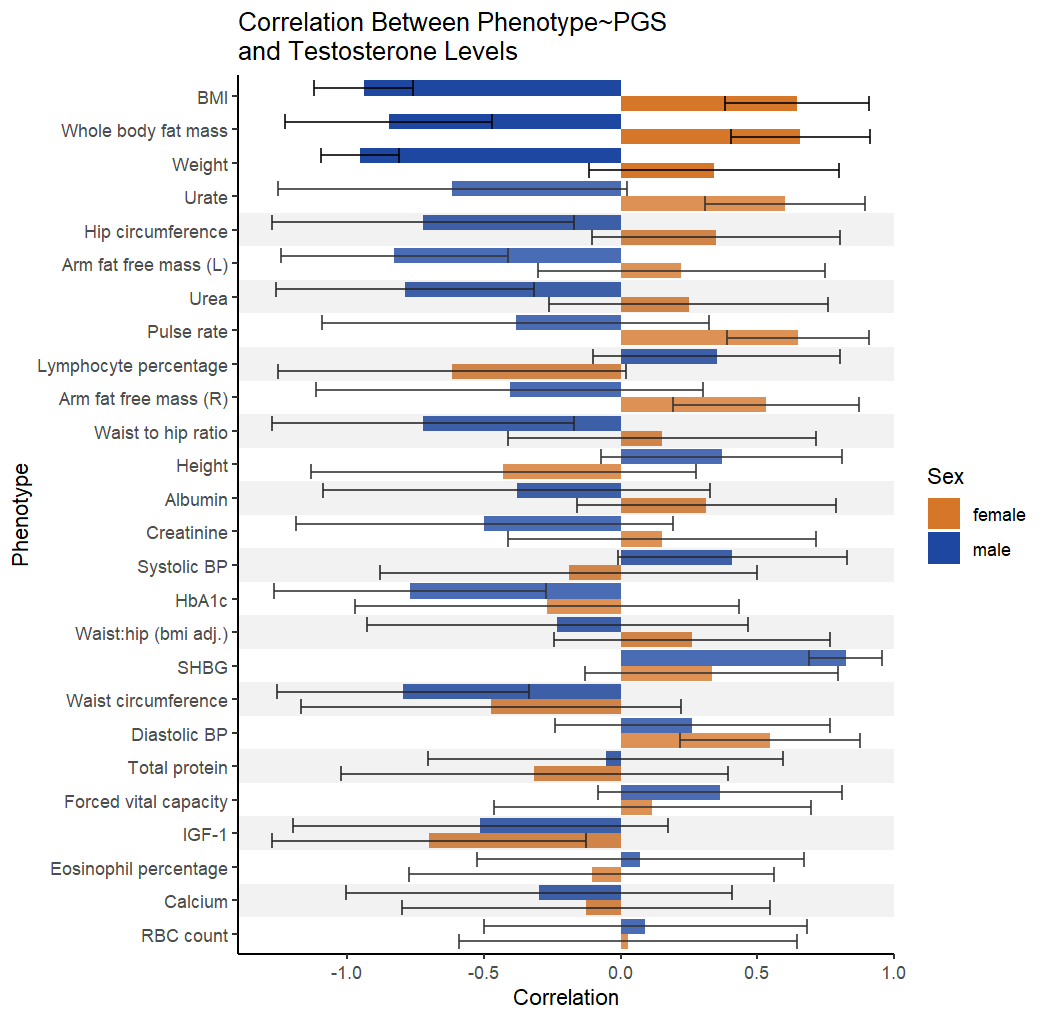 Correlation Between Phenotype~PGS
and Testosterone Levels
BMI
Whole body fat mass
Weight
Urate
Hip circumference
Arm fat free mass (L)
Urea
Pulse rate
Lymphocyte percentage
Arm fat free mass (R)
Waist to hip ratio
Height
Albumin
Creatinine
Systolic BP
HbA1c
Waist:hip (bmi adj.)
SHBG
Waist circumference
Diastolic BP
Total protein
Forced vital capacity
IGF-1
Eosinophil percentage
Calcium
RBC count
Phenotype
-1.0 -0.5 0.0 0.5 1.0
Correlation
Sex
female
male